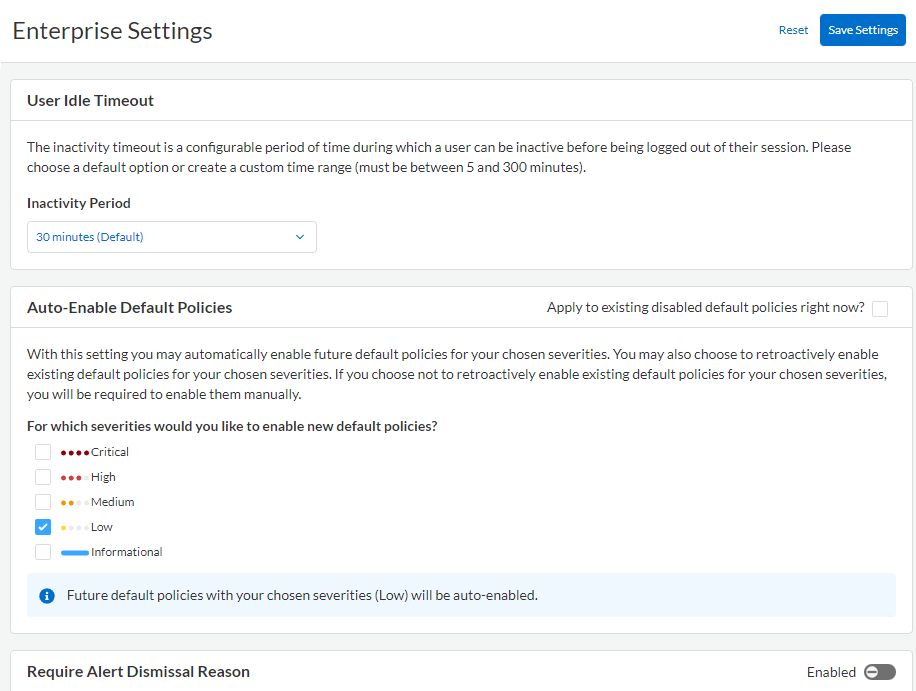 Enterprise Settings
Reset
Save Settings
User Idle Timeout
The inactivity timeout is a configurable period of time during which a user can be inactive before being logged out of their session. Please
choose a default option or create a custom time range (must be between 5 and 300 minutes).
Inactivity Period
30 minutes (Default)
Auto-Enable Default Policies
Apply to existing disabled default policies right now?
With this setting you may automatically enable future default policies for your chosen severities. You may also choose to retroactively enable
existing default policies for your chosen severities. If you choose not to retroactively enable existing default policies for your chosen severities,
you will be required to enable them manually.
For which severities would you like to enable new default policies?
Critical
High
Medium
Low
Informational
Future default policies with your chosen severities (Low) will be auto-enabled.
Require Alert Dismissal Reason
Enabled